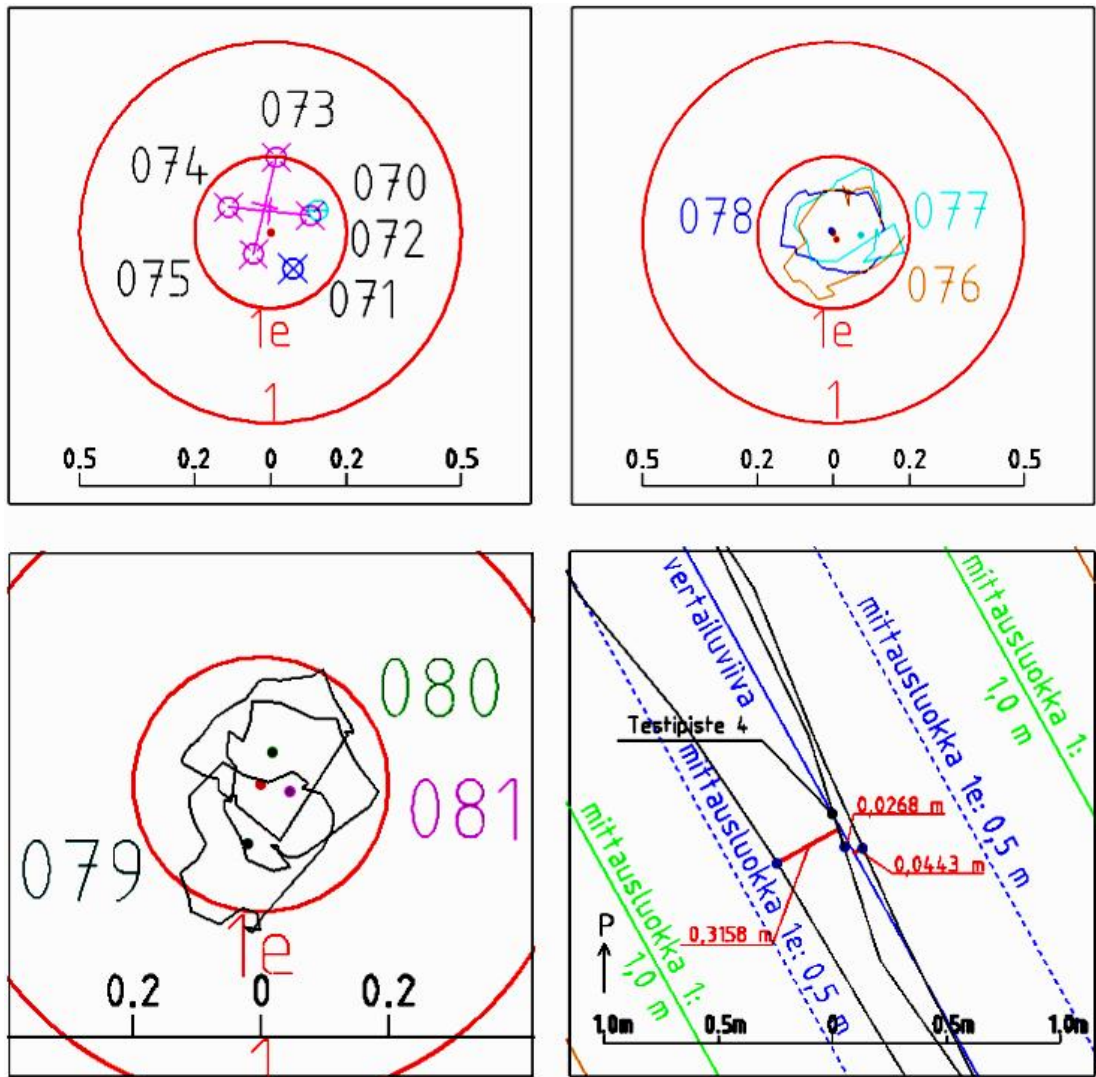 073
074
070
072
075
071
1e
1
0.5 0.2 0 0.2 0.5
078
077
076
1e
1
0.5 0.2 0 0.2 0.5
080
081
079
1e
0.2 0 0.2
1
vertailuviiva
mittausluokka 1e: 0,5 m
mittausluokka 1:
1,0 m
Testipiste 4
mittausluokka 1e: 0,5 m
mittausluokka 1:
1,0 m
0,0268 m
0,0443 m
0,3158 m
P
1.0m 0.5m 0 0.5m 1.0m